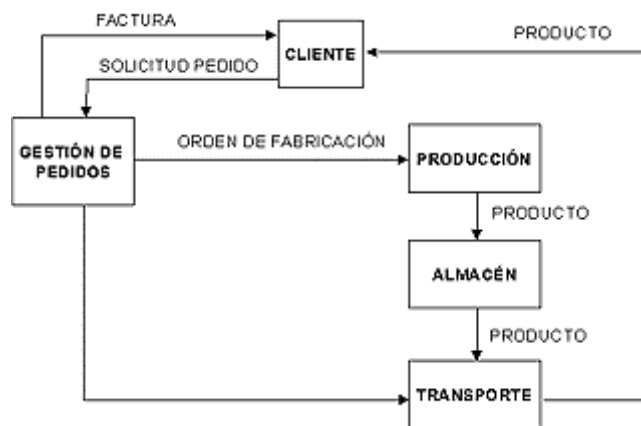 FACTURA
CLIENTE
PRODUCTO
SOLICITUD PEDIDO
GESTIÓN DE
PEDIDOS
ORDEN DE FABRICACIÓN
PRODUCCIÓN
PRODUCTO
ALMACÉN
PRODUCTO
TRANSPORTE